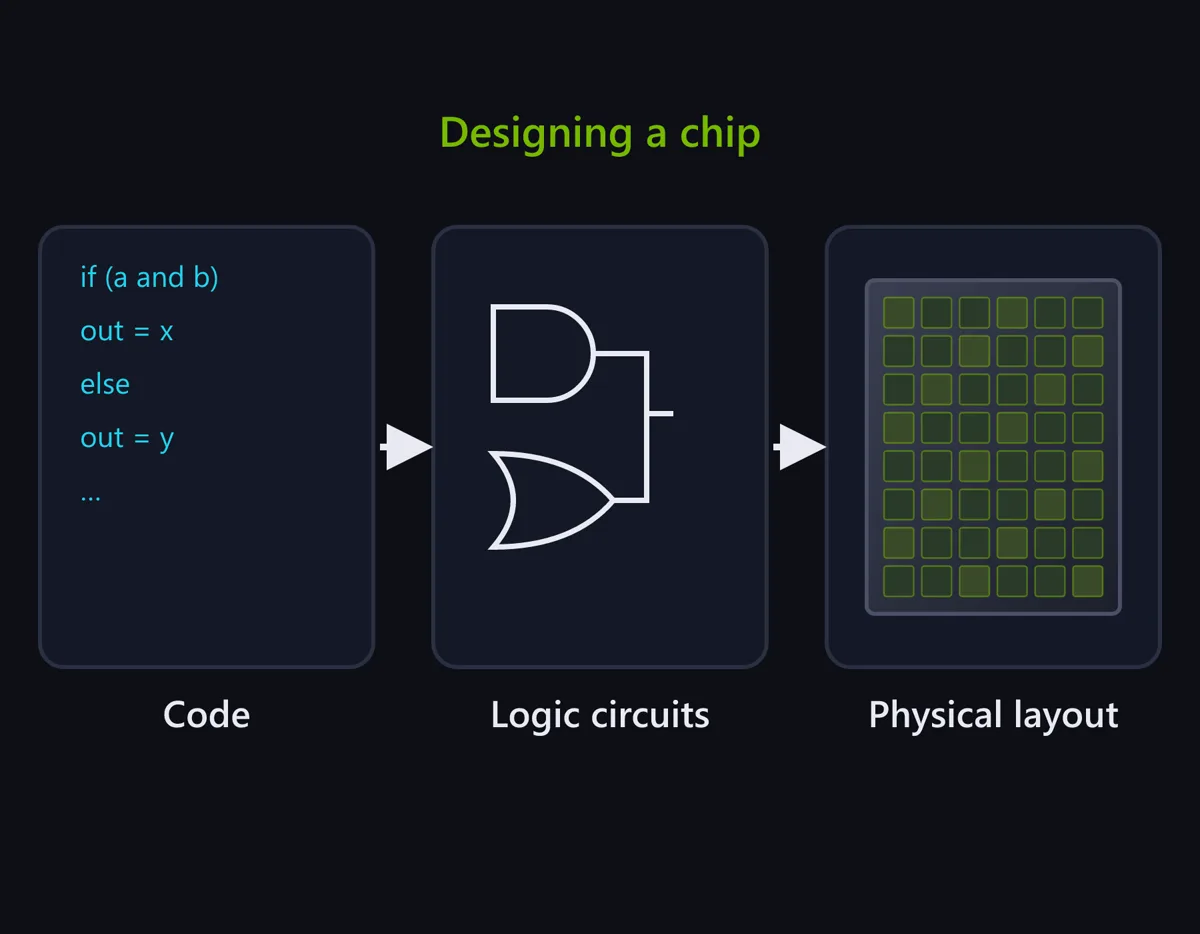 Designing a chip
if (a and b)
out = x
else
out = y
...
Code
Logic circuits
Physical layout